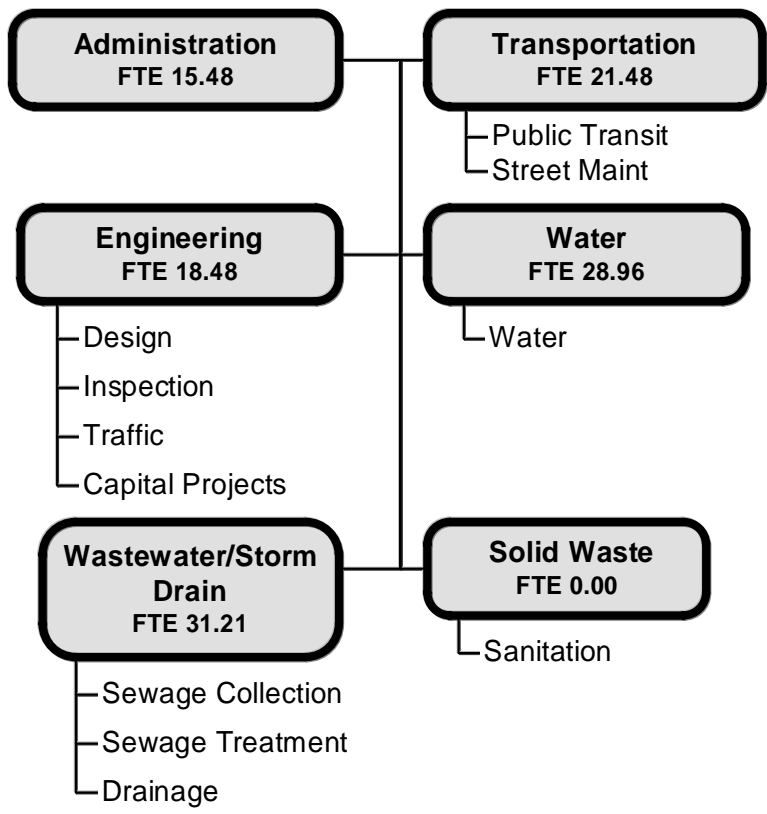 Administration
FTE 15.48
Transportation
FTE 21.48
Public Transit
Street Maint
Engineering
FTE 18.48
Design
Inspection
Traffic
Capital Projects
Water
FTE 28.96
Water
Wastewater/Storm
Drain
FTE 31.21
Sewage Collection
Sewage Treatment
Drainage
Solid Waste
FTE 0.00
Sanitation